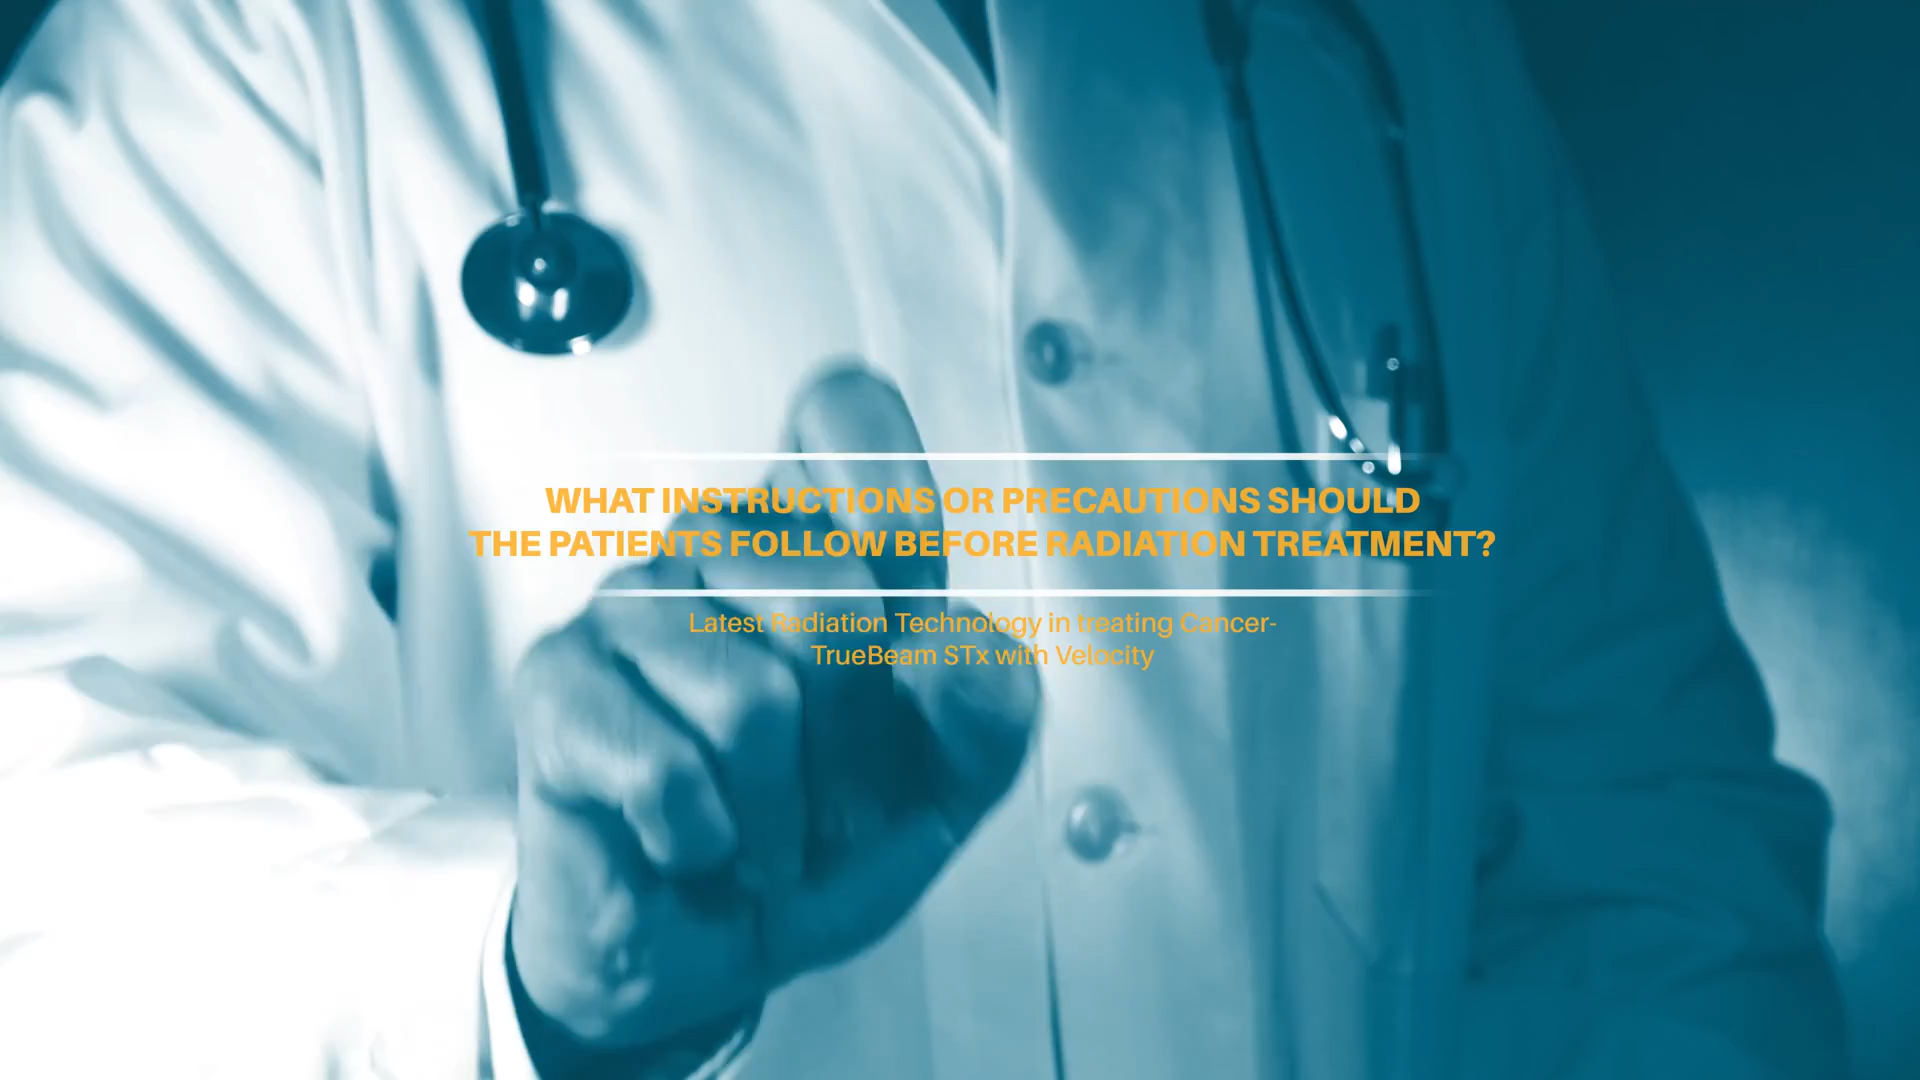 WHAT INSTRUCTIONS OR PRECAUTIONS SHOULD
THE PATIENTS FOLLOW BEFORE RADIATION TREATMENT?
Latest Radiation Technology in treating Cancer-
TrueBeam STx with Velocity